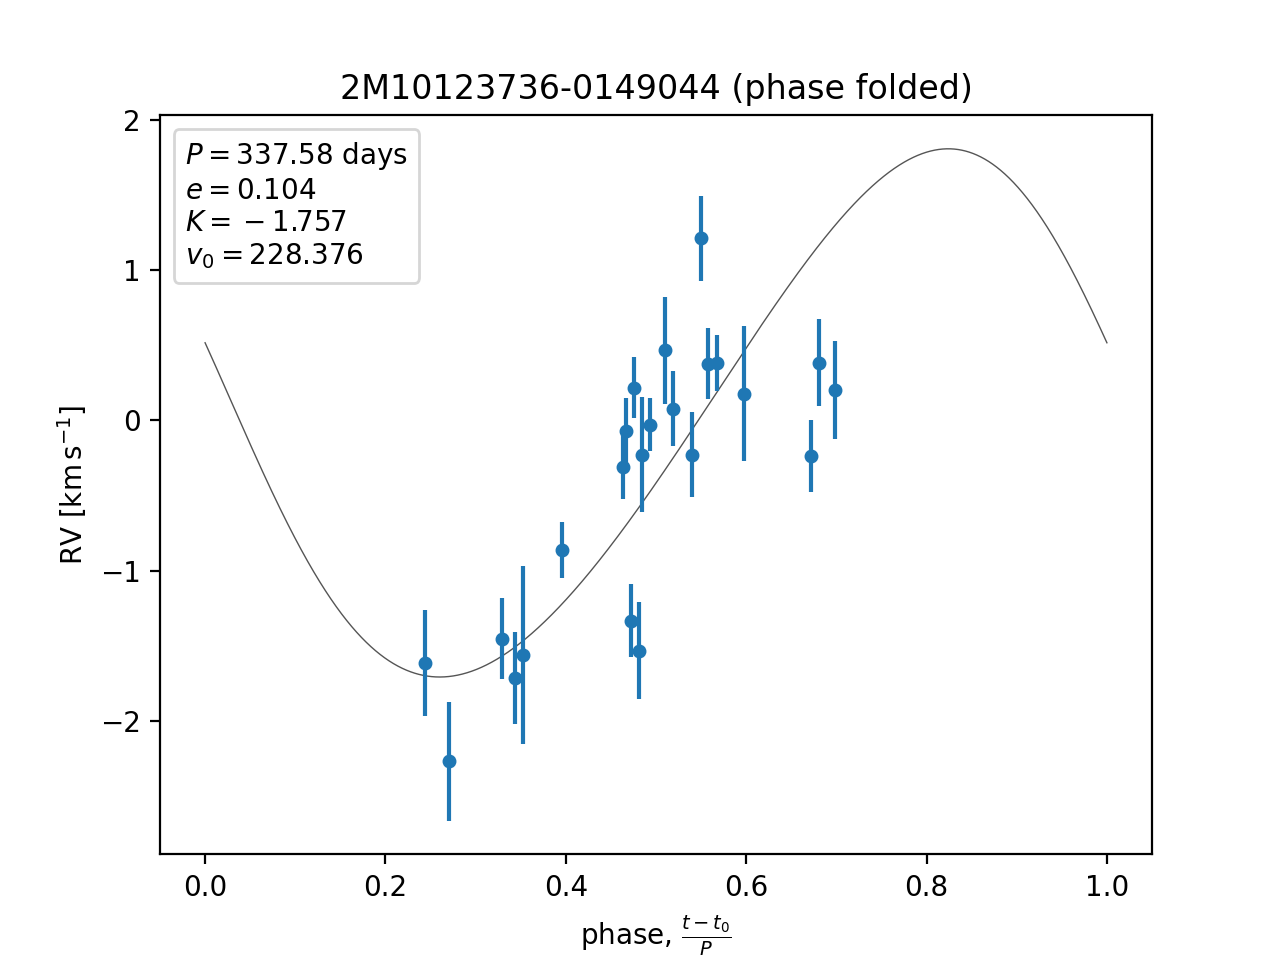 2M10123736-0149044 (phase folded)
P = 337.58 days
e = 0.104
K = −1.757
v₀ = 228.376
2
1
0
−1
−2
RV [km s⁻¹]
0.0 0.2 0.4 0.6 0.8 1.0
phase, (t − t₀)/P